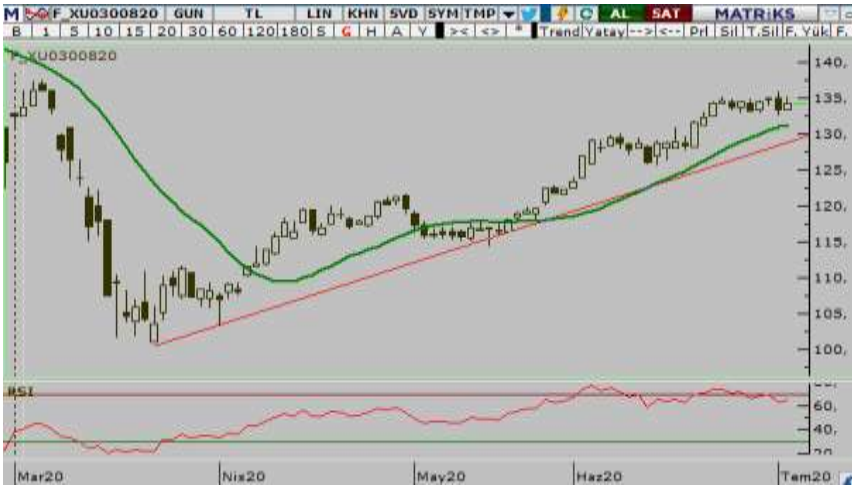 M F_XU0300820 GUN TL LIN KHN SVD SYM TMP AL SAT MATRiKS
B 1 5 10 15 20 30 60 120 180 S G H A Y >< <> * Trend Yatay --> <-- Prl Sil T.Sil F. Yük F.
F_XU0300820
140,
135,
130,
125,
120,
115,
110,
105,
100,
RSI
60,
40,
20
Mar20 Nis20 May20 Haz20 Tem20